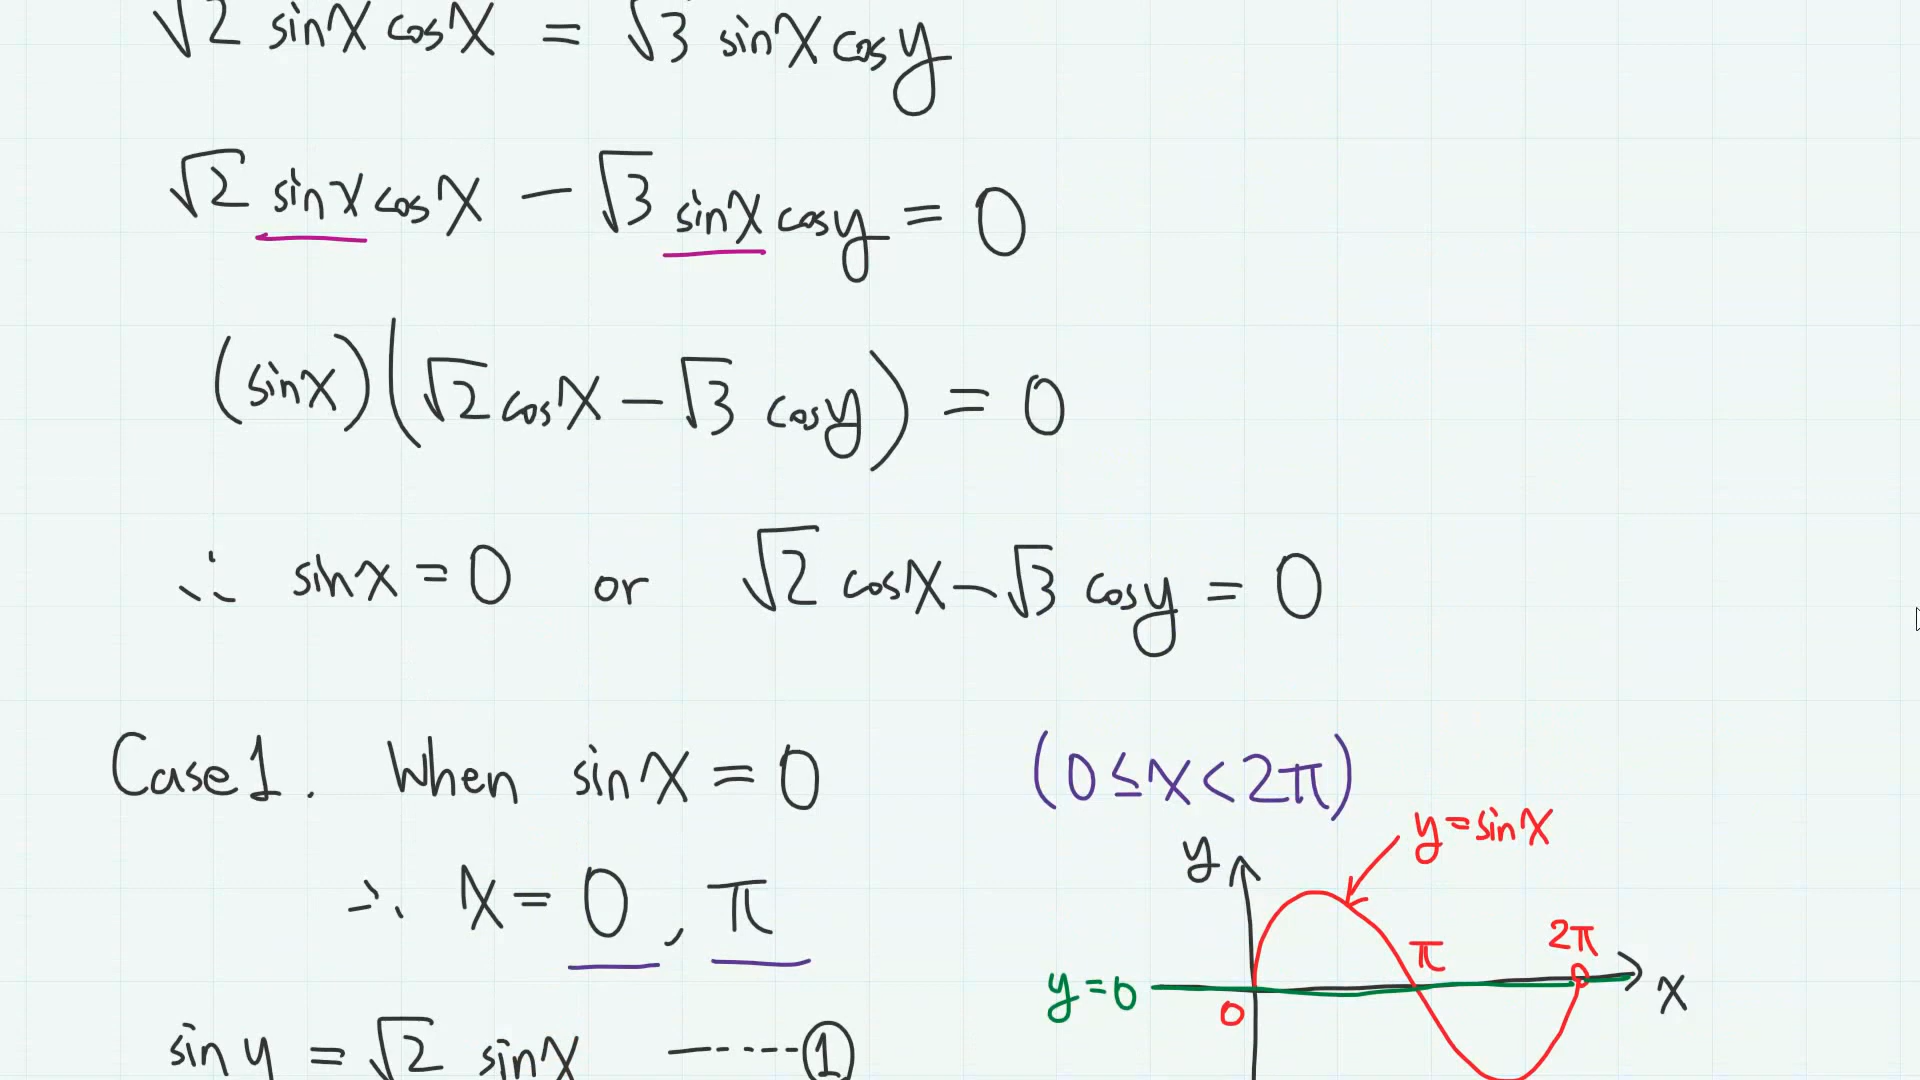 √2 sinx cosx = √3 sinx cosy
√2 sinx cosx − √3 sinx cosy = 0
(sinx)(√2 cosx − √3 cosy) = 0
∴ sinx = 0 or √2 cosx − √3 cosy = 0
Case 1. When sinx = 0 (0 ≤ x < 2π)
y = sinx
y
∴ x = 0, π
π
2π
y = 0
0
x
sin y = √2 sinx ------①